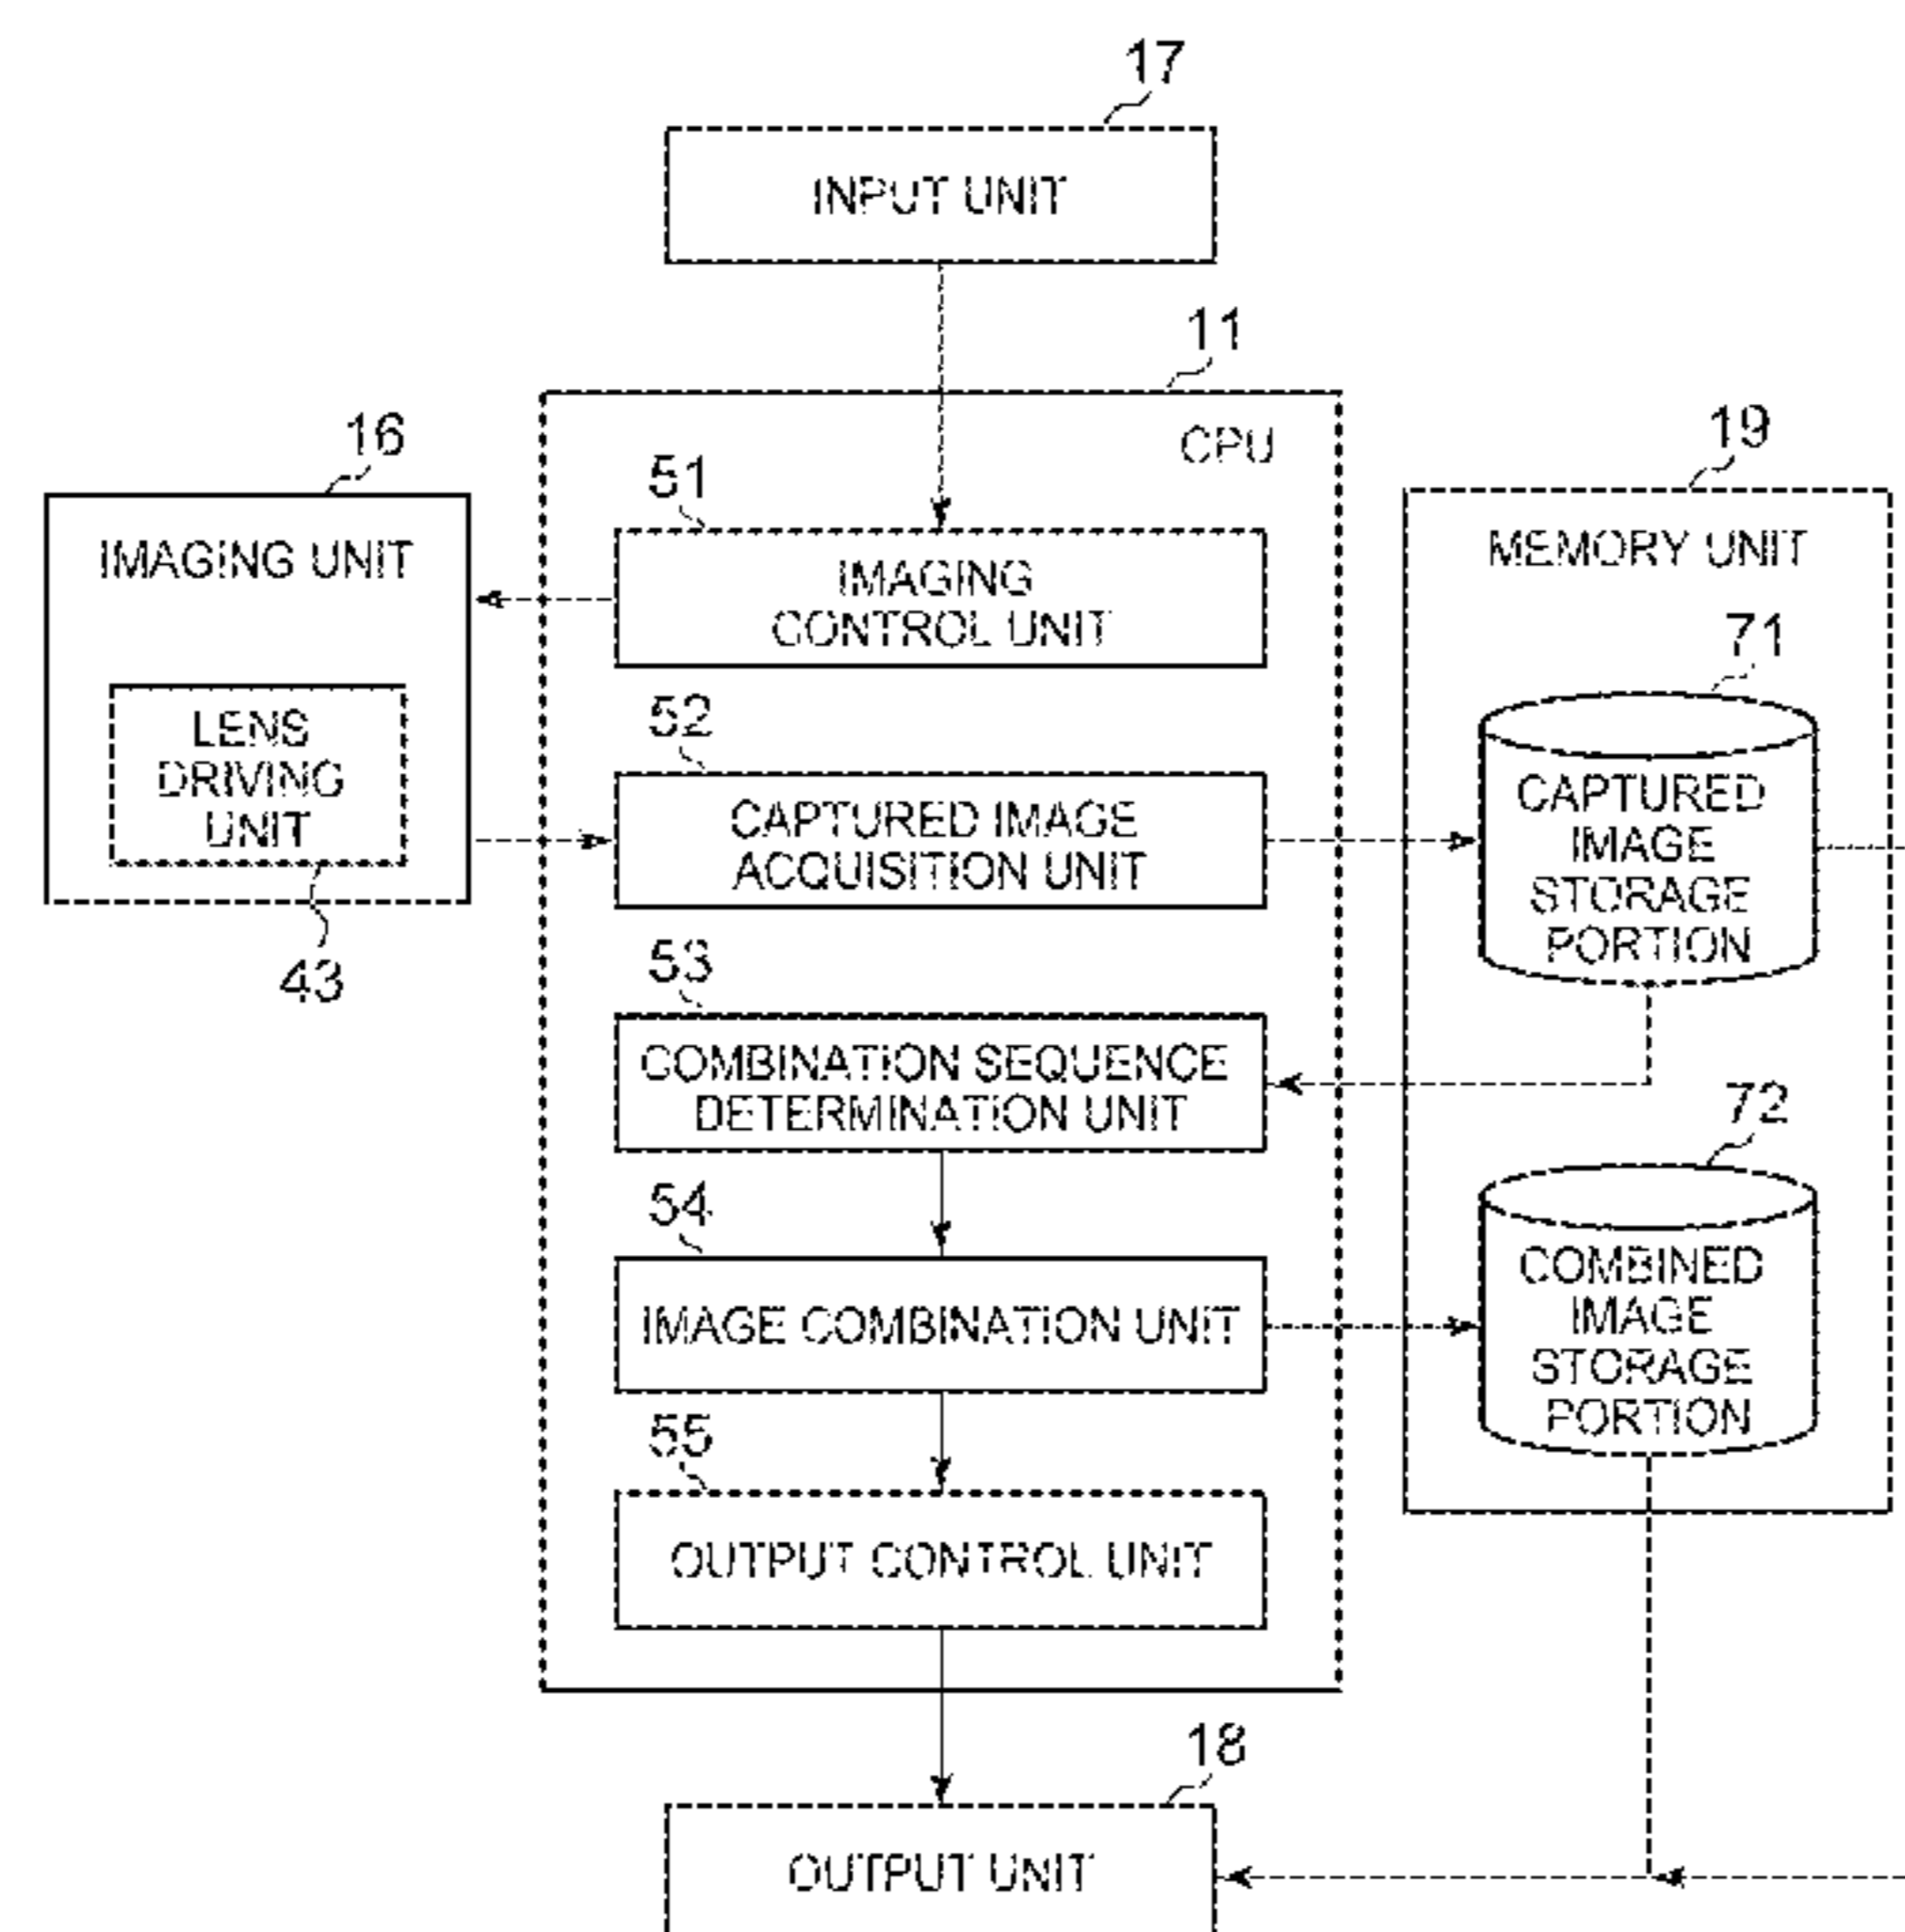 17
INPUT UNIT
11
CPU
16
IMAGING UNIT
LENS
DRIVING
UNIT
43
51
IMAGING
CONTROL UNIT
52
CAPTURED IMAGE
ACQUISITION UNIT
53
COMBINATION SEQUENCE
DETERMINATION UNIT
54
IMAGE COMBINATION UNIT
55
OUTPUT CONTROL UNIT
19
MEMORY UNIT
71
CAPTURED
IMAGE
STORAGE
PORTION
72
COMBINED
IMAGE
STORAGE
PORTION
18
OUTPUT UNIT